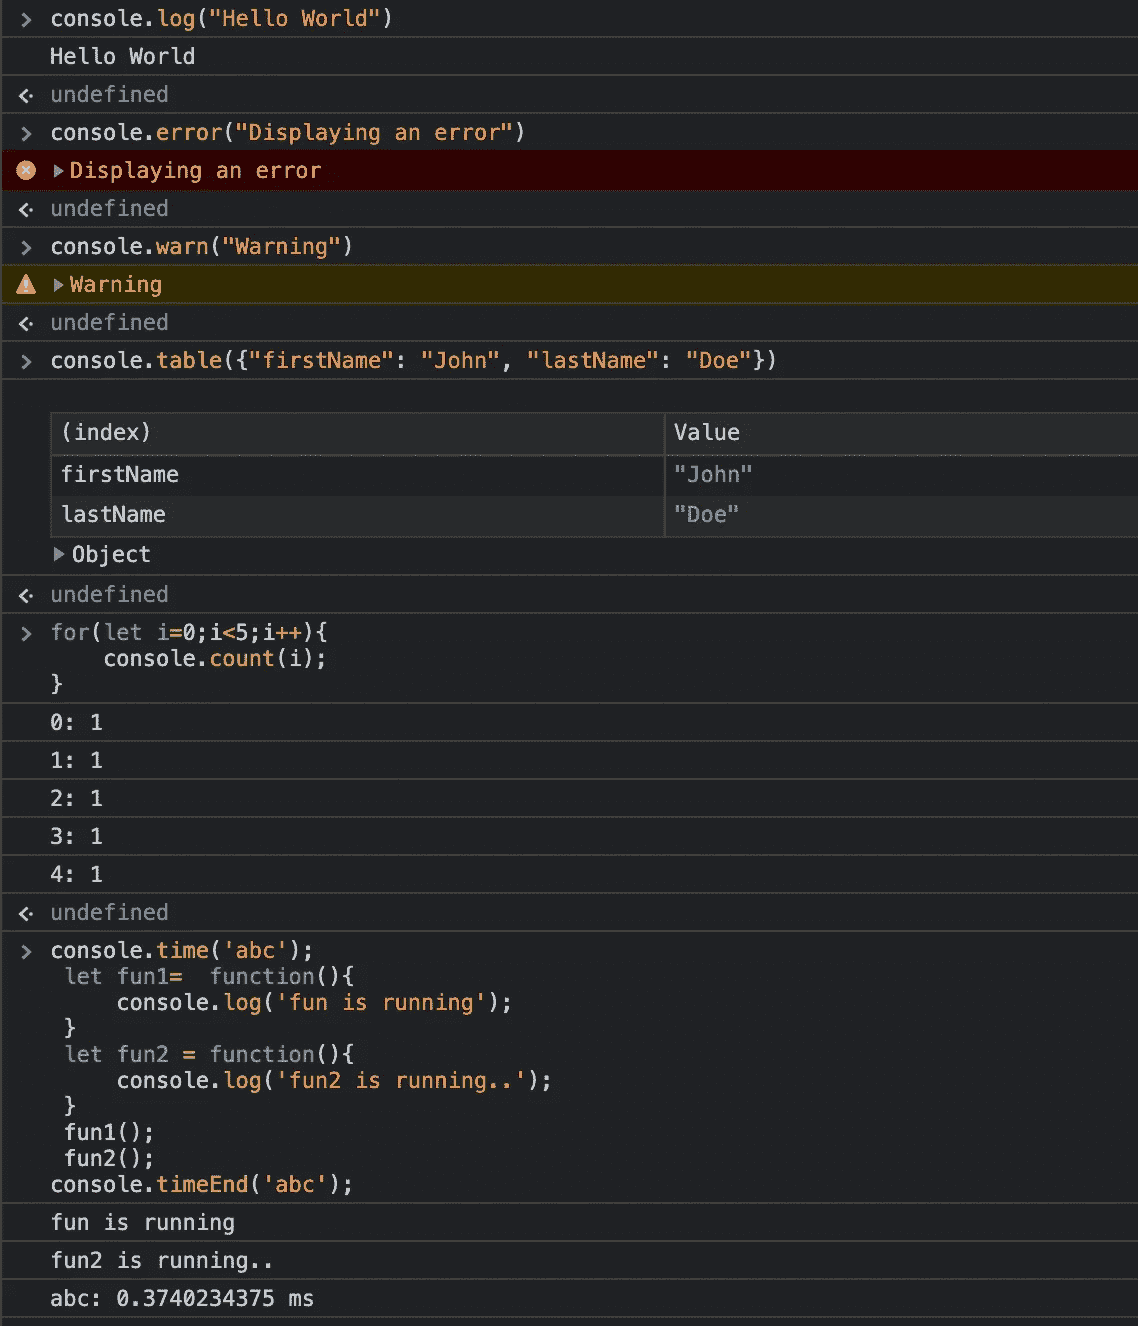 console.log("Hello World")
Hello World
undefined
console.error("Displaying an error")
Displaying an error
undefined
console.warn("Warning")
Warning
undefined
console.table({"firstName": "John", "lastName": "Doe"})
(index) Value
firstName "John"
lastName "Doe"
Object
undefined
for(let i=0;i<5;i++){
    console.count(i);
}
0: 1
1: 1
2: 1
3: 1
4: 1
undefined
console.time('abc');
 let fun1=  function(){
     console.log('fun is running');
 }
 let fun2 = function(){
     console.log('fun2 is running..');
 }
 fun1();
 fun2();
console.timeEnd('abc');
fun is running
fun2 is running..
abc: 0.3740234375 ms